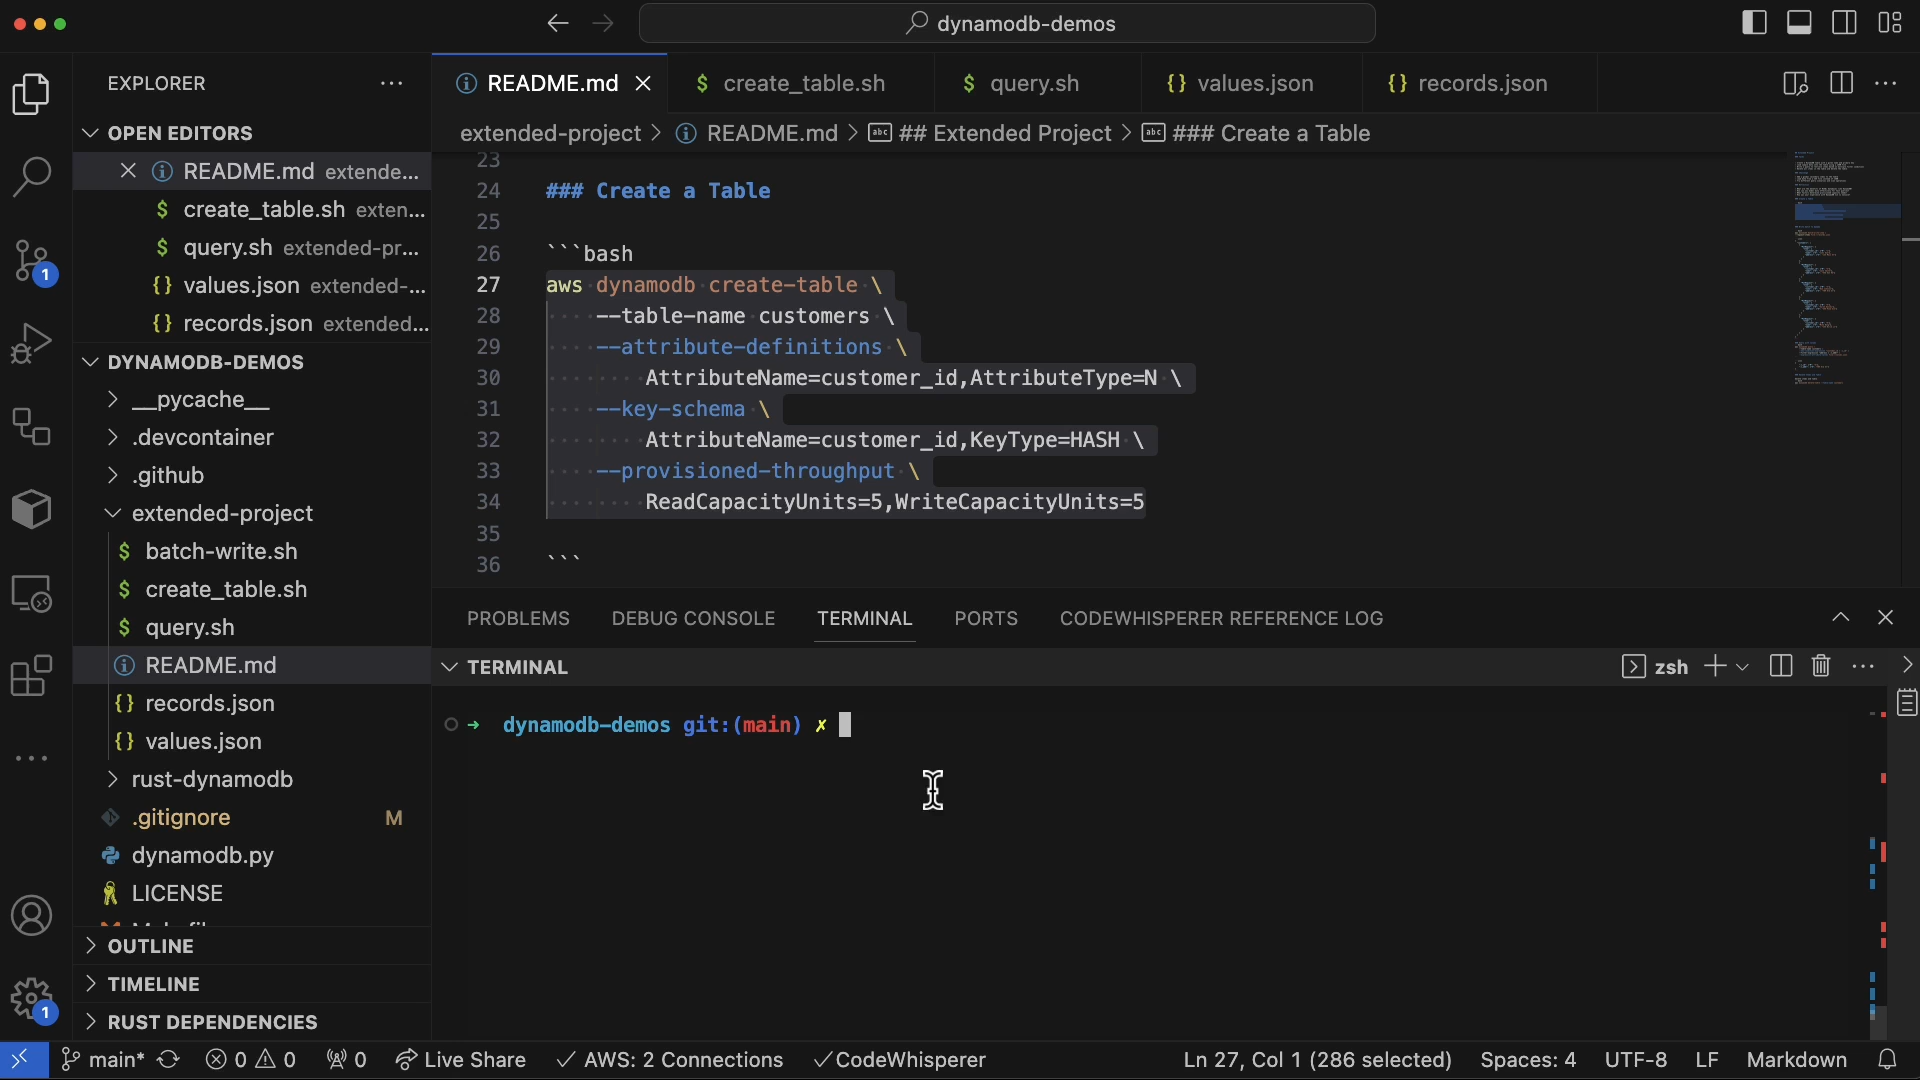 dynamodb-demos
EXPLORER
OPEN EDITORS
README.md extende...
$ create_table.sh exten...
$ query.sh extended-pr...
{} values.json extended-...
{} records.json extended...
DYNAMODB-DEMOS
__pycache__
.devcontainer
.github
extended-project
$ batch-write.sh
$ create_table.sh
$ query.sh
README.md
{} records.json
{} values.json
rust-dynamodb
.gitignore M
dynamodb.py
LICENSE
OUTLINE
TIMELINE
RUST DEPENDENCIES
1
1
README.md
$ create_table.sh
$ query.sh
{} values.json
{} records.json
extended-project > README.md > abc ## Extended Project > abc ### Create a Table
23
24 ### Create a Table
25
26 ```bash
27 aws dynamodb create-table \
28 --table-name customers \
29 --attribute-definitions \
30 AttributeName=customer_id,AttributeType=N \
31 --key-schema \
32 AttributeName=customer_id,KeyType=HASH \
33 --provisioned-throughput \
34 ReadCapacityUnits=5,WriteCapacityUnits=5
35
36 ```
PROBLEMS DEBUG CONSOLE TERMINAL PORTS CODEWHISPERER REFERENCE LOG
TERMINAL
zsh
→ dynamodb-demos git:(main) ✗
main* 0 0 0 Live Share ✓ AWS: 2 Connections ✓CodeWhisperer Ln 27, Col 1 (286 selected) Spaces: 4 UTF-8 LF Markdown